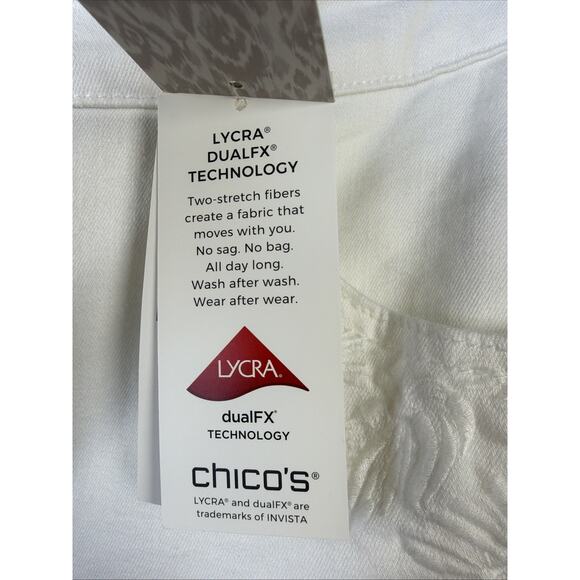 LYCRA®
DUALFX®
TECHNOLOGY
Two-stretch fibers
create a fabric that
moves with you.
No sag. No bag.
All day long.
Wash after wash.
Wear after wear.
LYCRA®
dualFX®
TECHNOLOGY
chico's®
LYCRA® and dualFX® are
trademarks of INVISTA